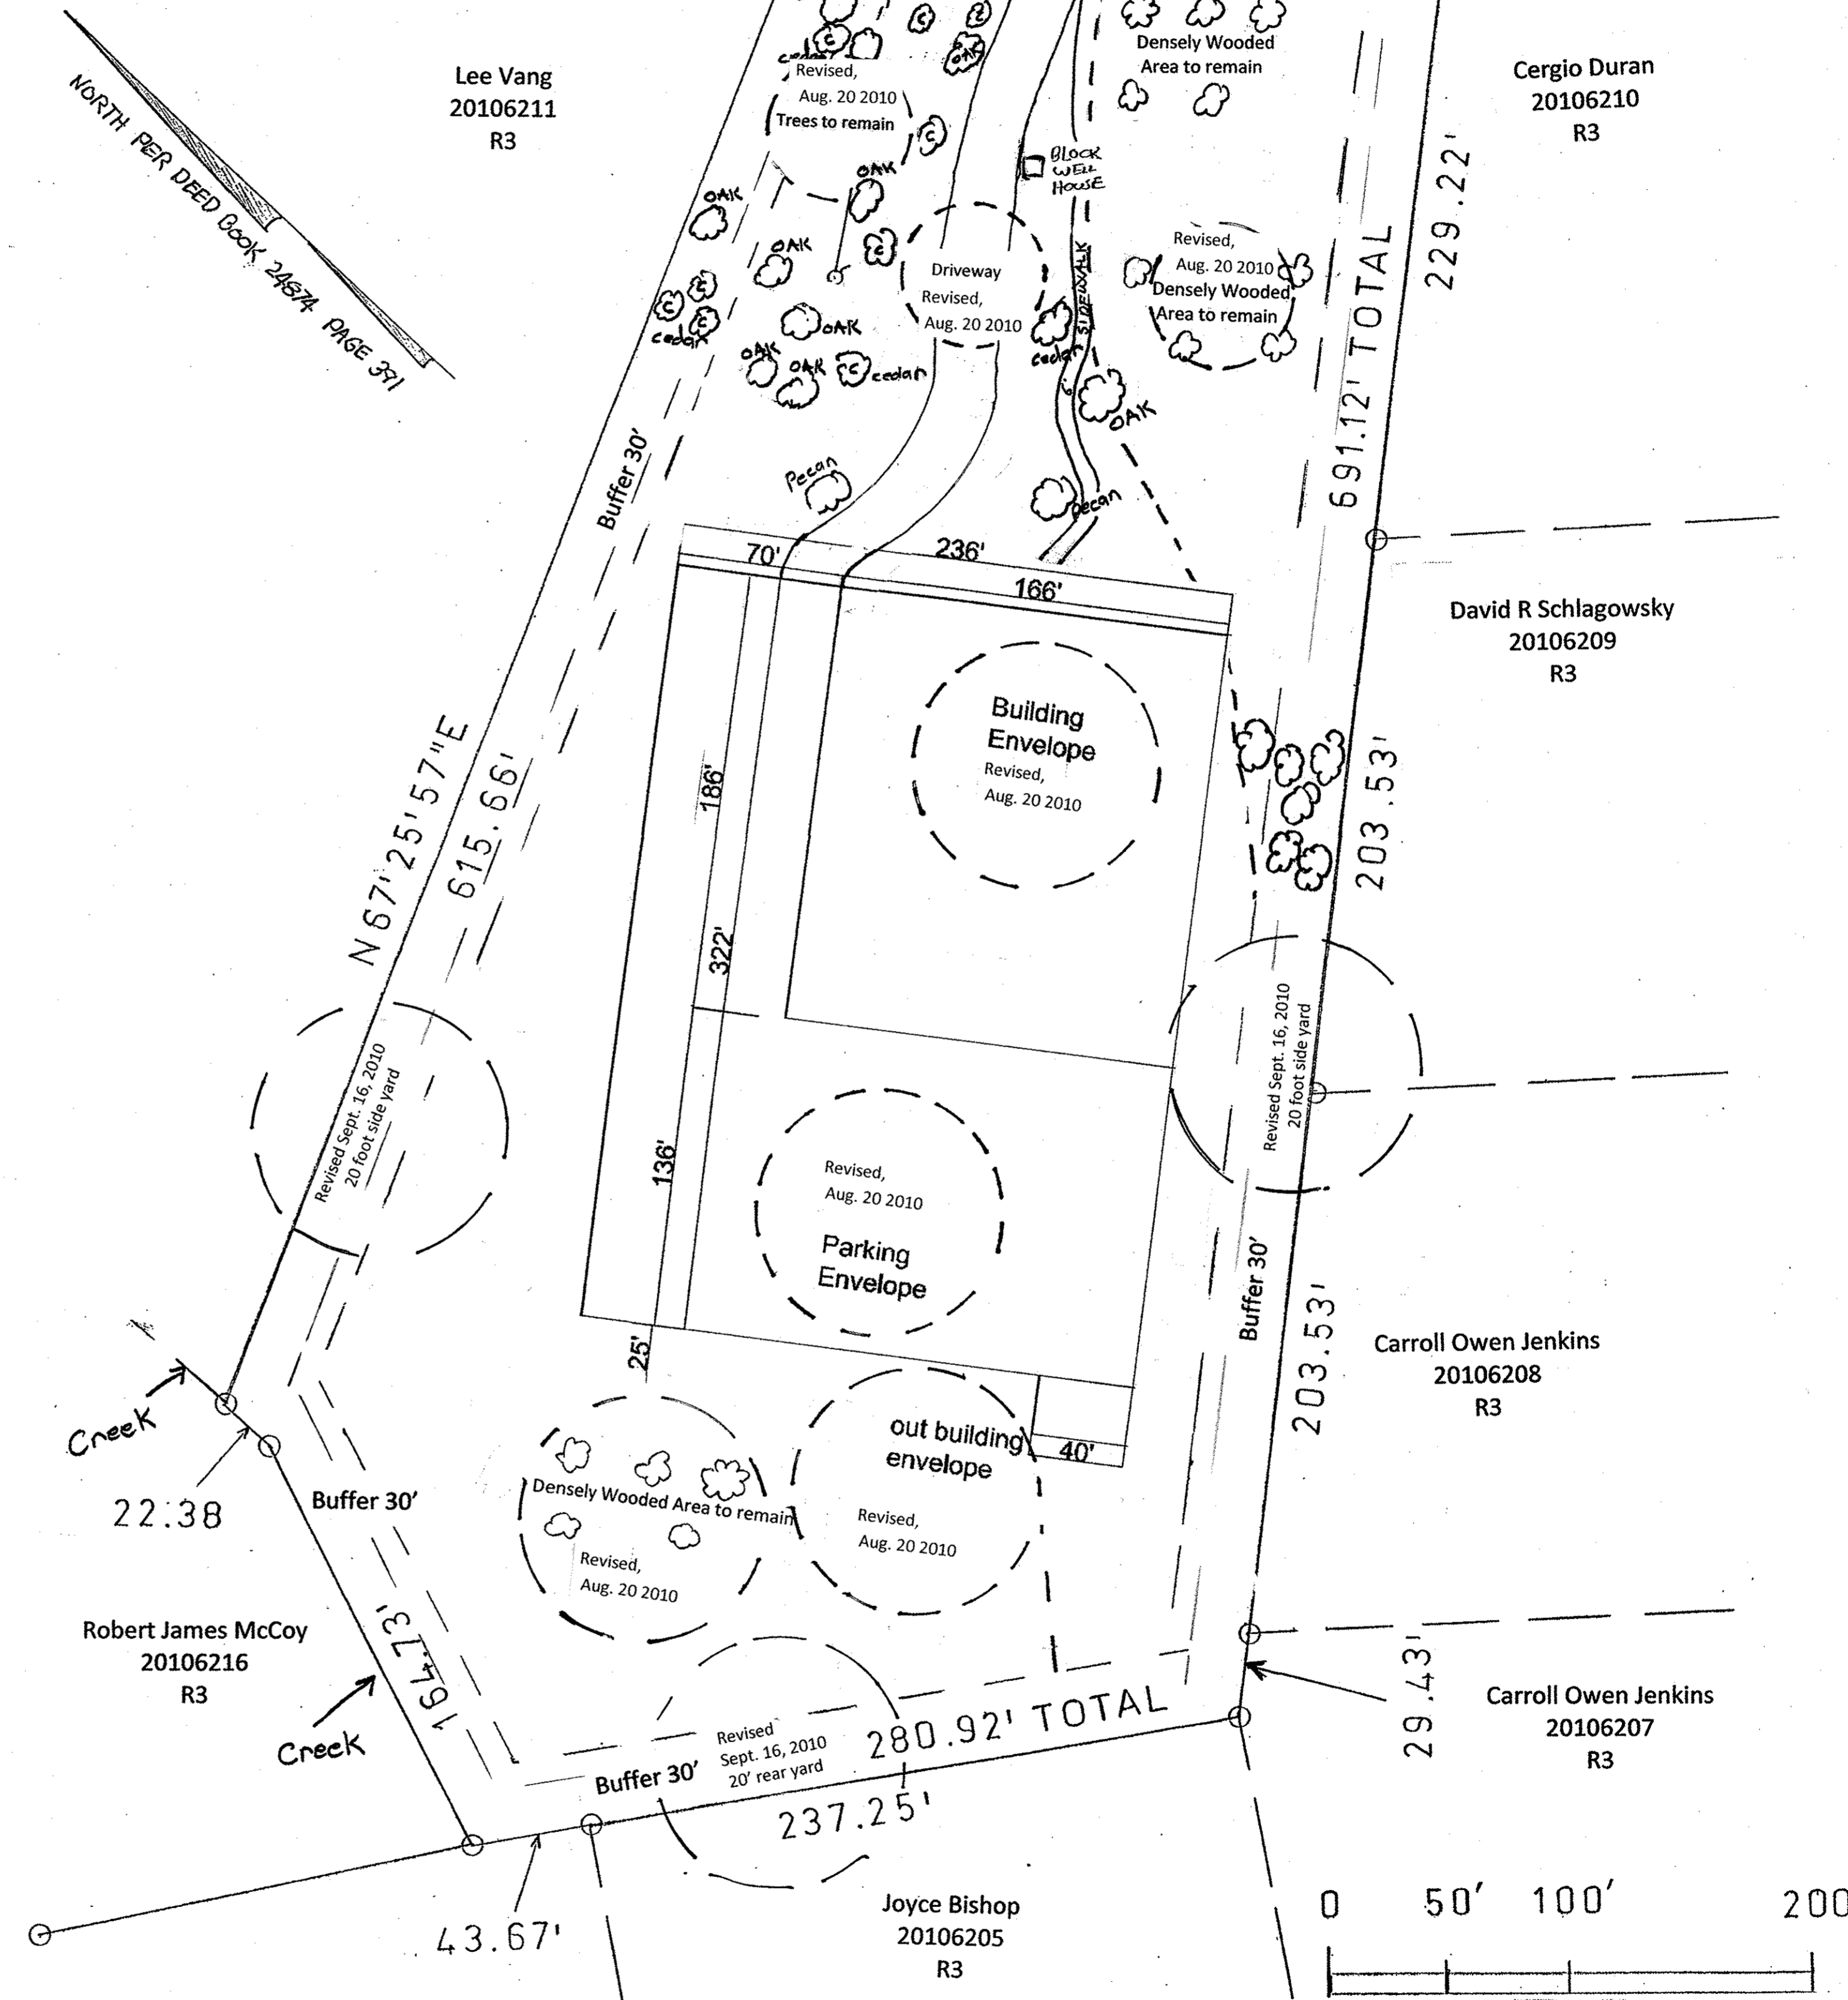 NORTH PER DEED BOOK 24874 PAGE 391
Lee Vang
20106211
R3
cedar
C
C
2
OAK
Revised,
Aug. 20 2010
Trees to remain
C
OAK
OAK
OAK
C
C
C
C
cedar
OAK
OAK
OAK
C
cedar
Densely Wooded
Area to remain
BLOCK
WELL
HOUSE
SIDEWALK
Driveway
Revised,
Aug. 20 2010
cedar
6'
OAK
Revised,
Aug. 20 2010
Densely Wooded
Area to remain
Cergio Duran
20106210
R3
229.22'
691.12' TOTAL
Buffer 30'
Pecan
pecan
70'
236'
166'
David R Schlagowsky
20106209
R3
Building
Envelope
Revised,
Aug. 20 2010
186'
322'
136'
25'
N 67' 25' 57" E
615.66'
203.53'
Revised Sept. 16, 2010
20 foot side yard
Revised Sept. 16, 2010
20 foot side yard
Revised,
Aug. 20 2010
Parking
Envelope
Buffer 30'
203.53'
Carroll Owen Jenkins
20106208
R3
Creek
22.38
Buffer 30'
out building
envelope
40'
Revised,
Aug. 20 2010
Densely Wooded Area to remain
Revised,
Aug. 20 2010
Robert James McCoy
20106216
R3
164.73'
Creek
Carroll Owen Jenkins
20106207
R3
29.43'
Buffer 30'
Revised
Sept. 16, 2010
20' rear yard
280.92' TOTAL
237.25'
43.67'
Joyce Bishop
20106205
R3
0 50' 100' 200